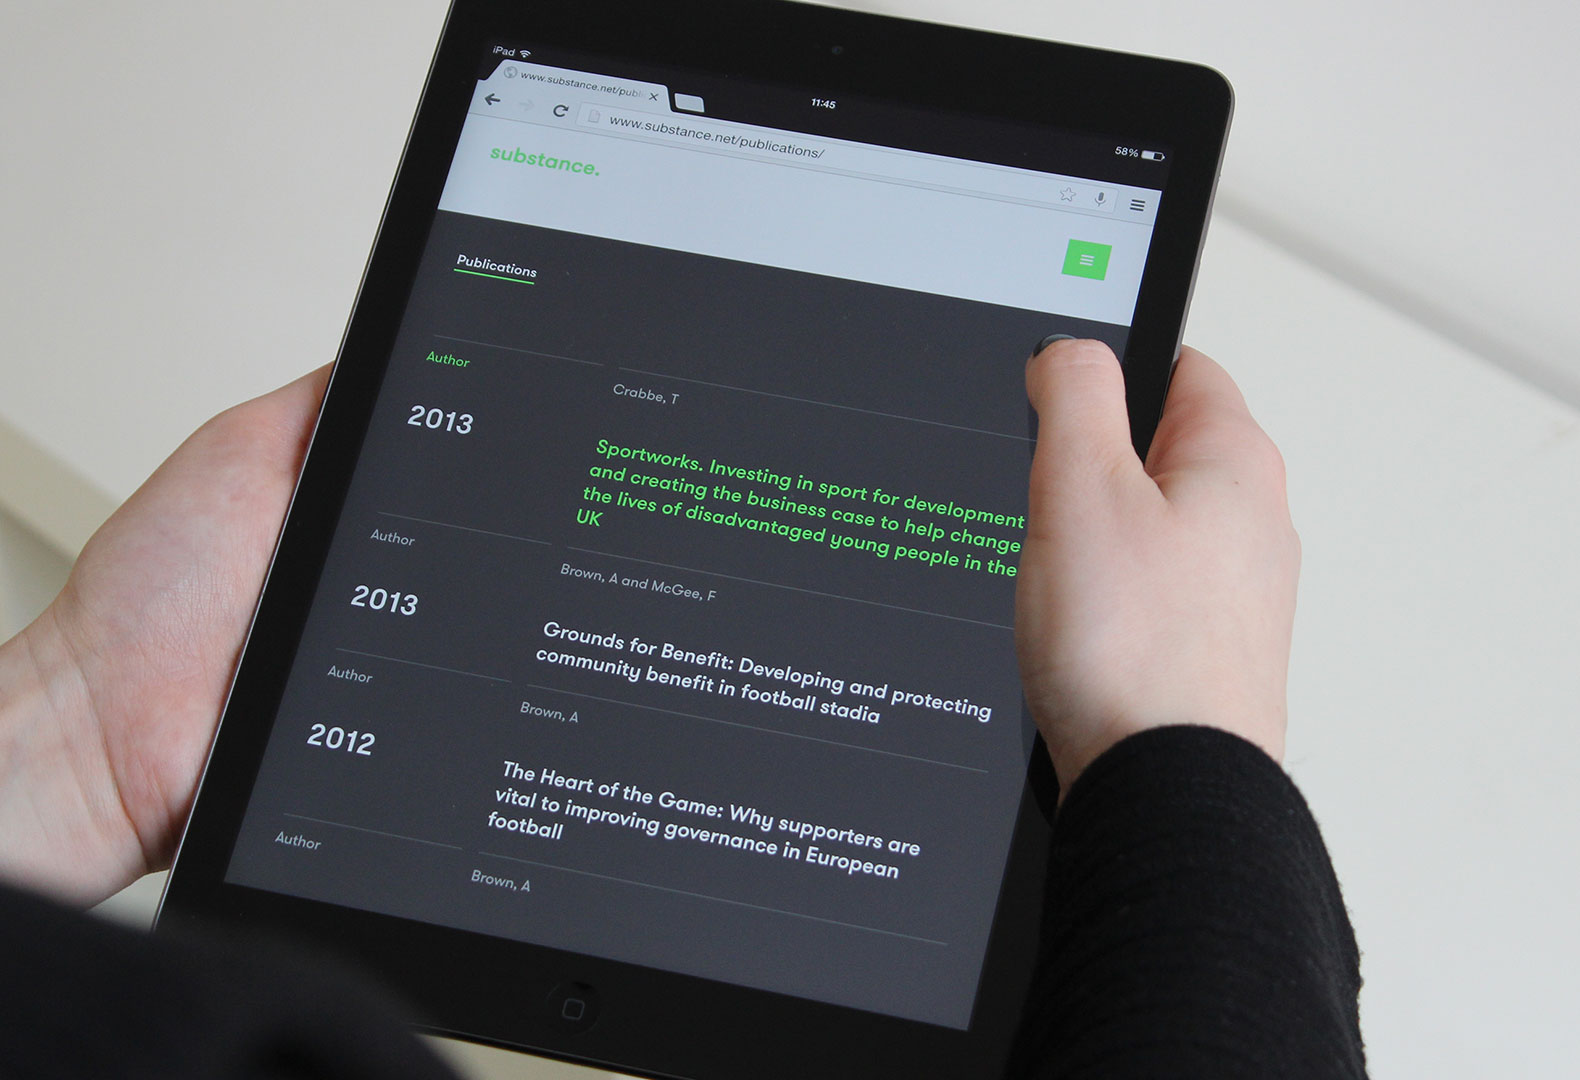 iPad
11:45
58%
www.substance.net/publi
www.substance.net/publications/
substance.
Publications
Author
Crabbe, T
2013
Sportworks. Investing in sport for development
and creating the business case to help change
the lives of disadvantaged young people in the
UK
Author
Brown, A and McGee, F
2013
Grounds for Benefit: Developing and protecting
community benefit in football stadia
Author
Brown, A
2012
The Heart of the Game: Why supporters are
vital to improving governance in European
football
Author
Brown, A